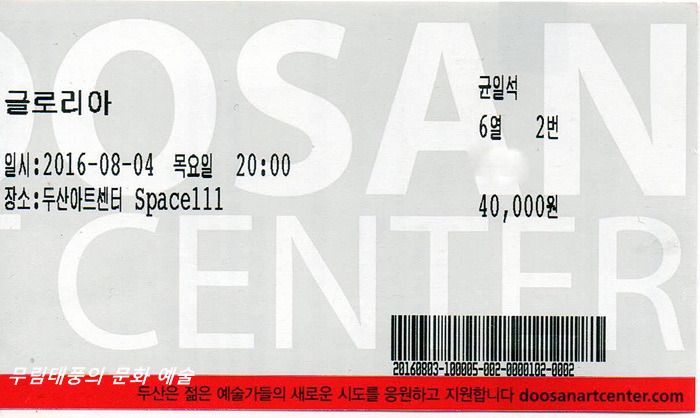 DOOSAN
T CENTER
글로리아
균일석
6열 2번
일시:2016-08-04 목요일 20:00
장소:두산아트센터 Space111
40,000원
20160803-100005-002-0000102-0002
무림태풍의 문화 예술
두산은 젊은 예술가들의 새로운 시도를 응원하고 지원합니다 doosanartcenter.com